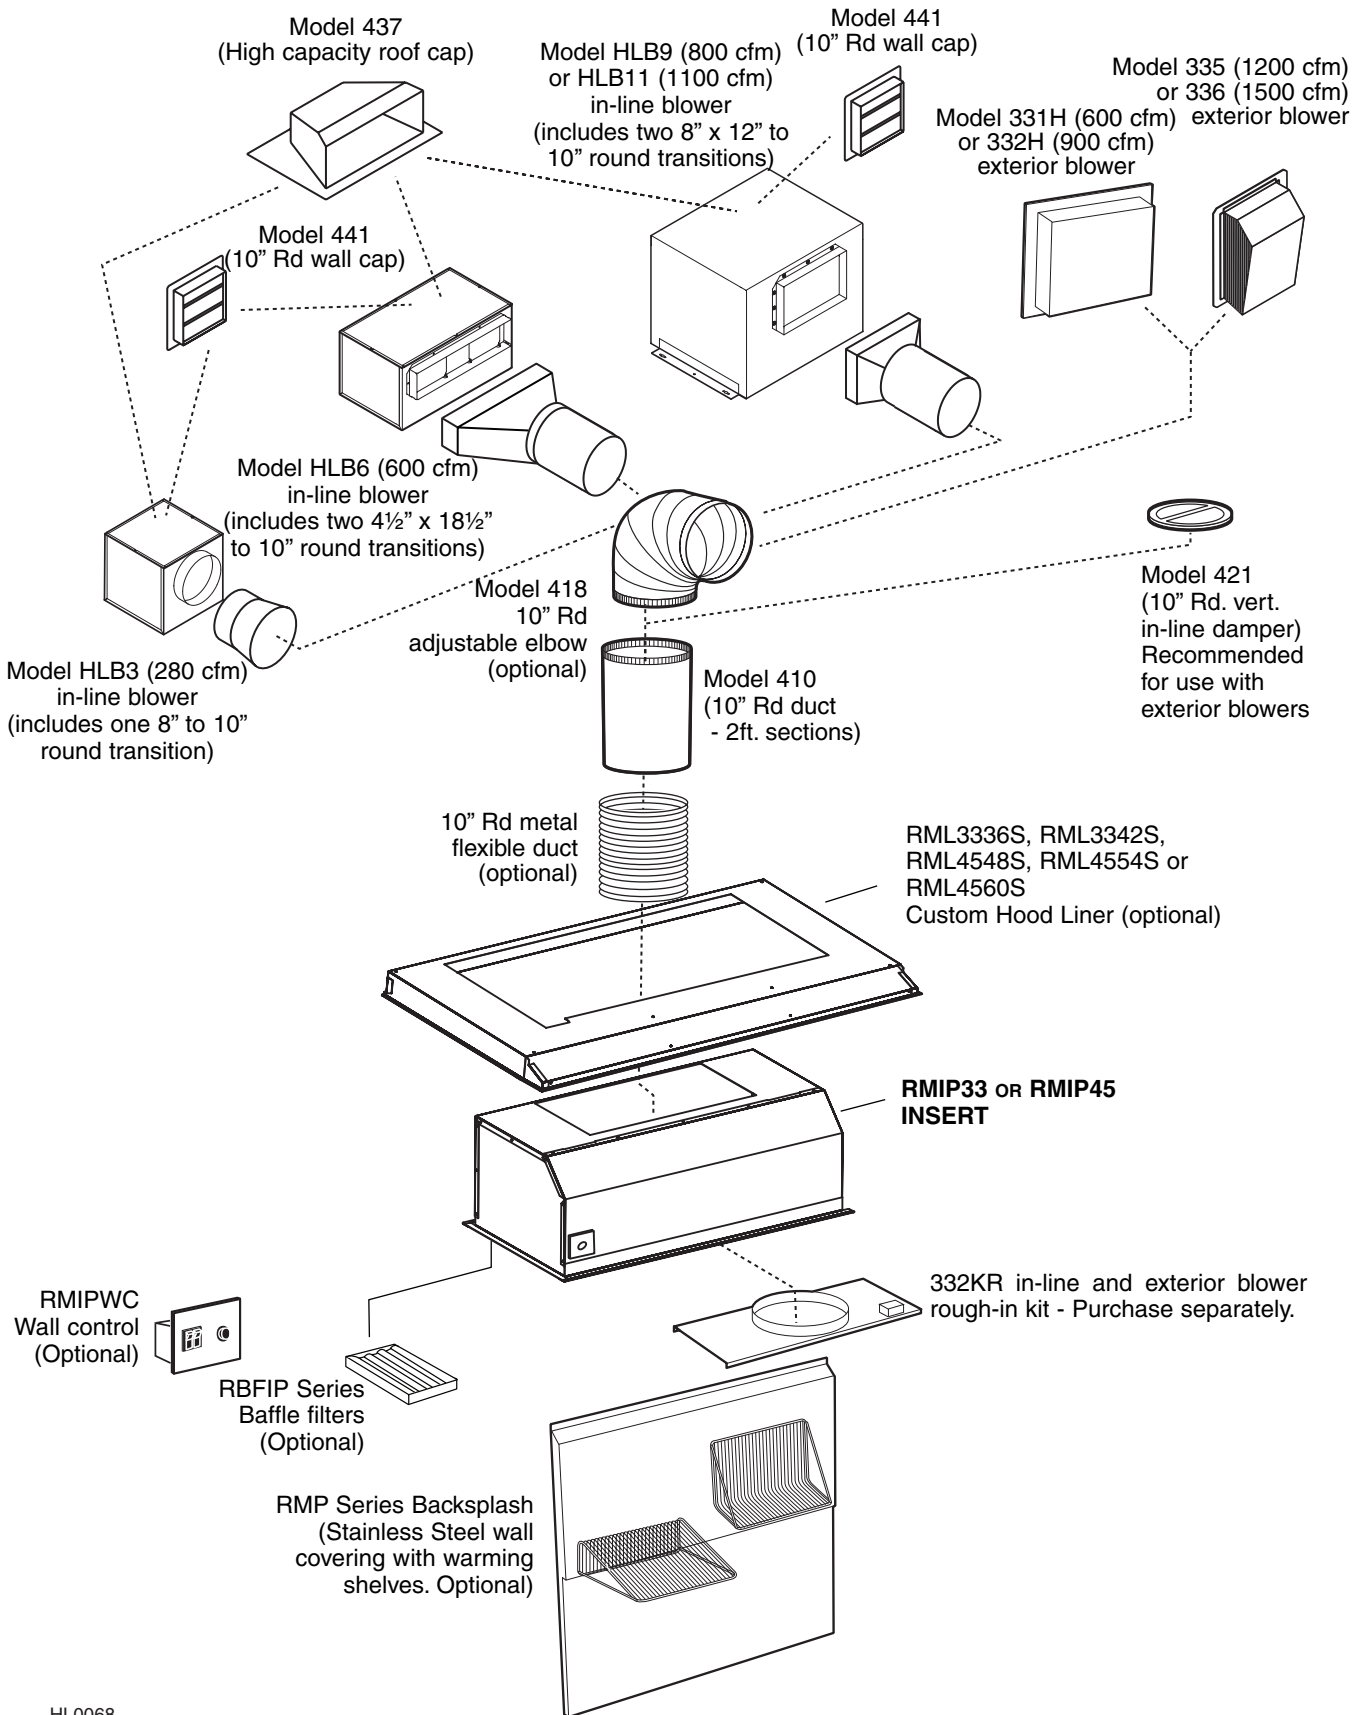 Model 437
(High capacity roof cap)
Model HLB9 (800 cfm)
or HLB11 (1100 cfm)
in-line blower
(includes two 8” x 12” to
10” round transitions)
Model 441
(10” Rd wall cap)
Model 331H (600 cfm)
or 332H (900 cfm)
exterior blower
Model 335 (1200 cfm)
or 336 (1500 cfm)
exterior blower
Model 441
(10” Rd wall cap)
Model HLB6 (600 cfm)
in-line blower
(includes two 4½” x 18½”
to 10” round transitions)
Model HLB3 (280 cfm)
in-line blower
(includes one 8” to 10”
round transition)
Model 418
10” Rd
adjustable elbow
(optional)
Model 410
(10” Rd duct
- 2ft. sections)
Model 421
(10” Rd. vert.
in-line damper)
Recommended
for use with
exterior blowers
10” Rd metal
flexible duct
(optional)
RML3336S, RML3342S,
RML4548S, RML4554S or
RML4560S
Custom Hood Liner (optional)
RMIP33 OR RMIP45
INSERT
332KR in-line and exterior blower
rough-in kit - Purchase separately.
RMIPWC
Wall control
(Optional)
RBFIP Series
Baffle filters
(Optional)
RMP Series Backsplash
(Stainless Steel wall
covering with warming
shelves. Optional)
HL0068